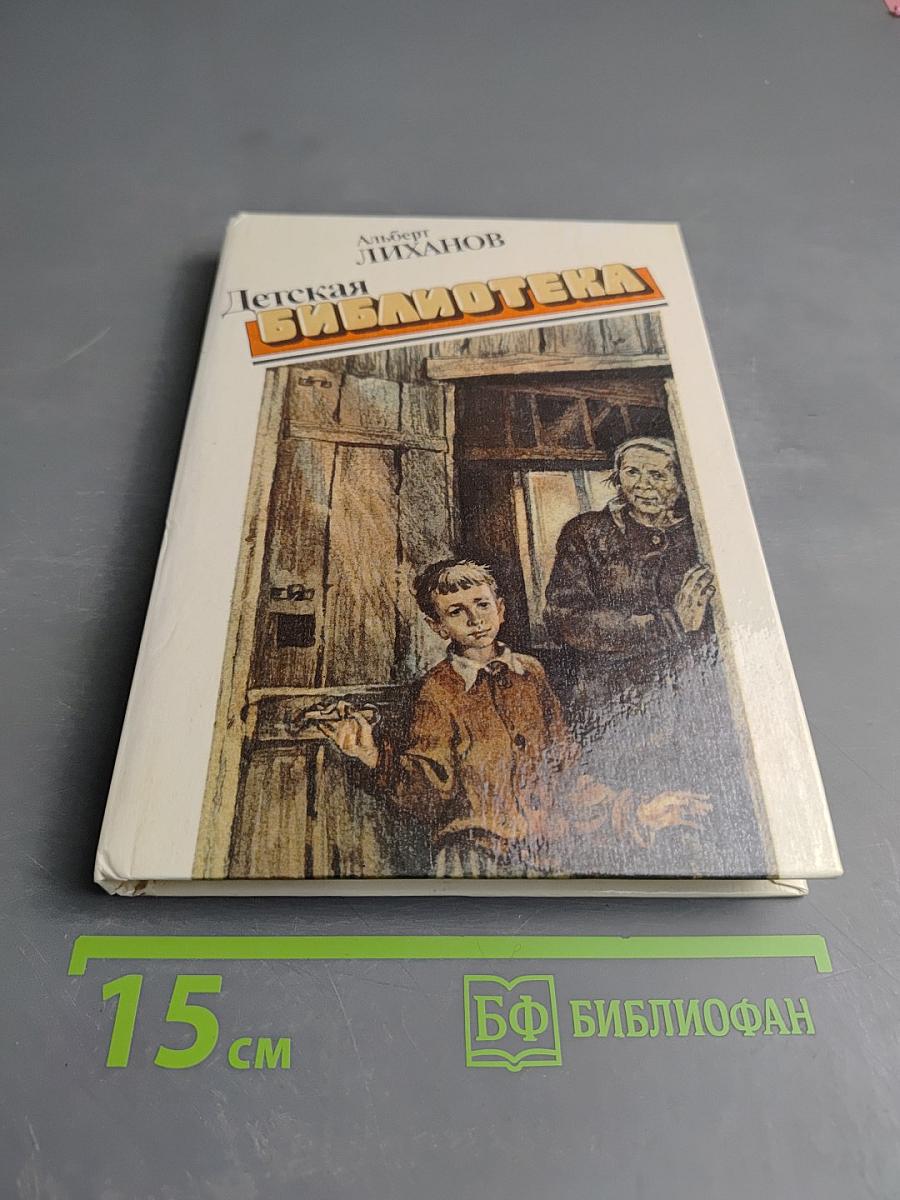 Альберт
ЛИХАНОВ
Детская
БИБЛИОТЕКА
15 см
БФ БИБЛИОФАН